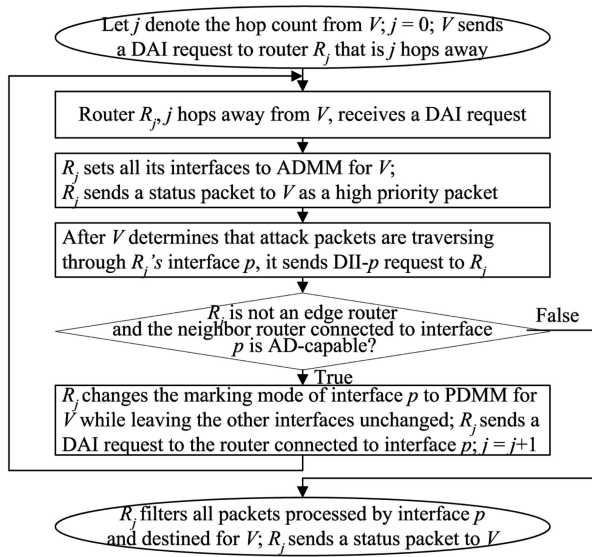 Let j denote the hop count from V; j = 0; V sends
a DAI request to router Rj that is j hops away
Router Rj, j hops away from V, receives a DAI request
Rj sets all its interfaces to ADMM for V;
Rj sends a status packet to V as a high priority packet
After V determines that attack packets are traversing
through Rj's interface p, it sends DII-p request to Rj
Rj is not an edge router
and the neighbor router connected to interface
p is AD-capable?
False
True
Rj changes the marking mode of interface p to PDMM for
V while leaving the other interfaces unchanged; Rj sends a
DAI request to the router connected to interface p; j = j+1
Rj filters all packets processed by interface p
and destined for V; Rj sends a status packet to V